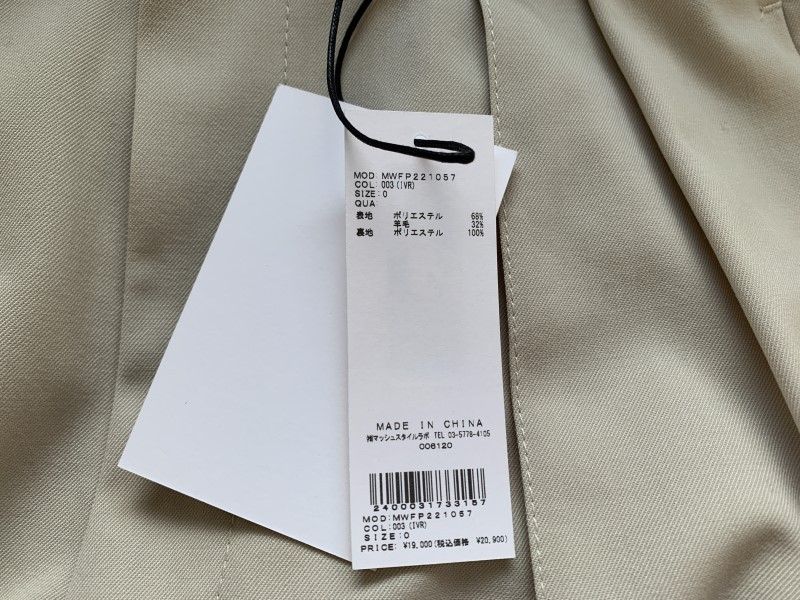 MOD MWFP221057
COL:003(IVR)
SIZE:0
QUA
表地 ポリエステル 68%
羊毛 32%
裏地 ポリエステル 100%
MADE IN CHINA
㈱マッシュスタイルラボ TEL 03-5778-4105
006120
2400031733157
MOD:MWFP221057
COL:003(IVR)
SIZE:0
PRICE: ¥19,000(税込価格 ¥20,900)